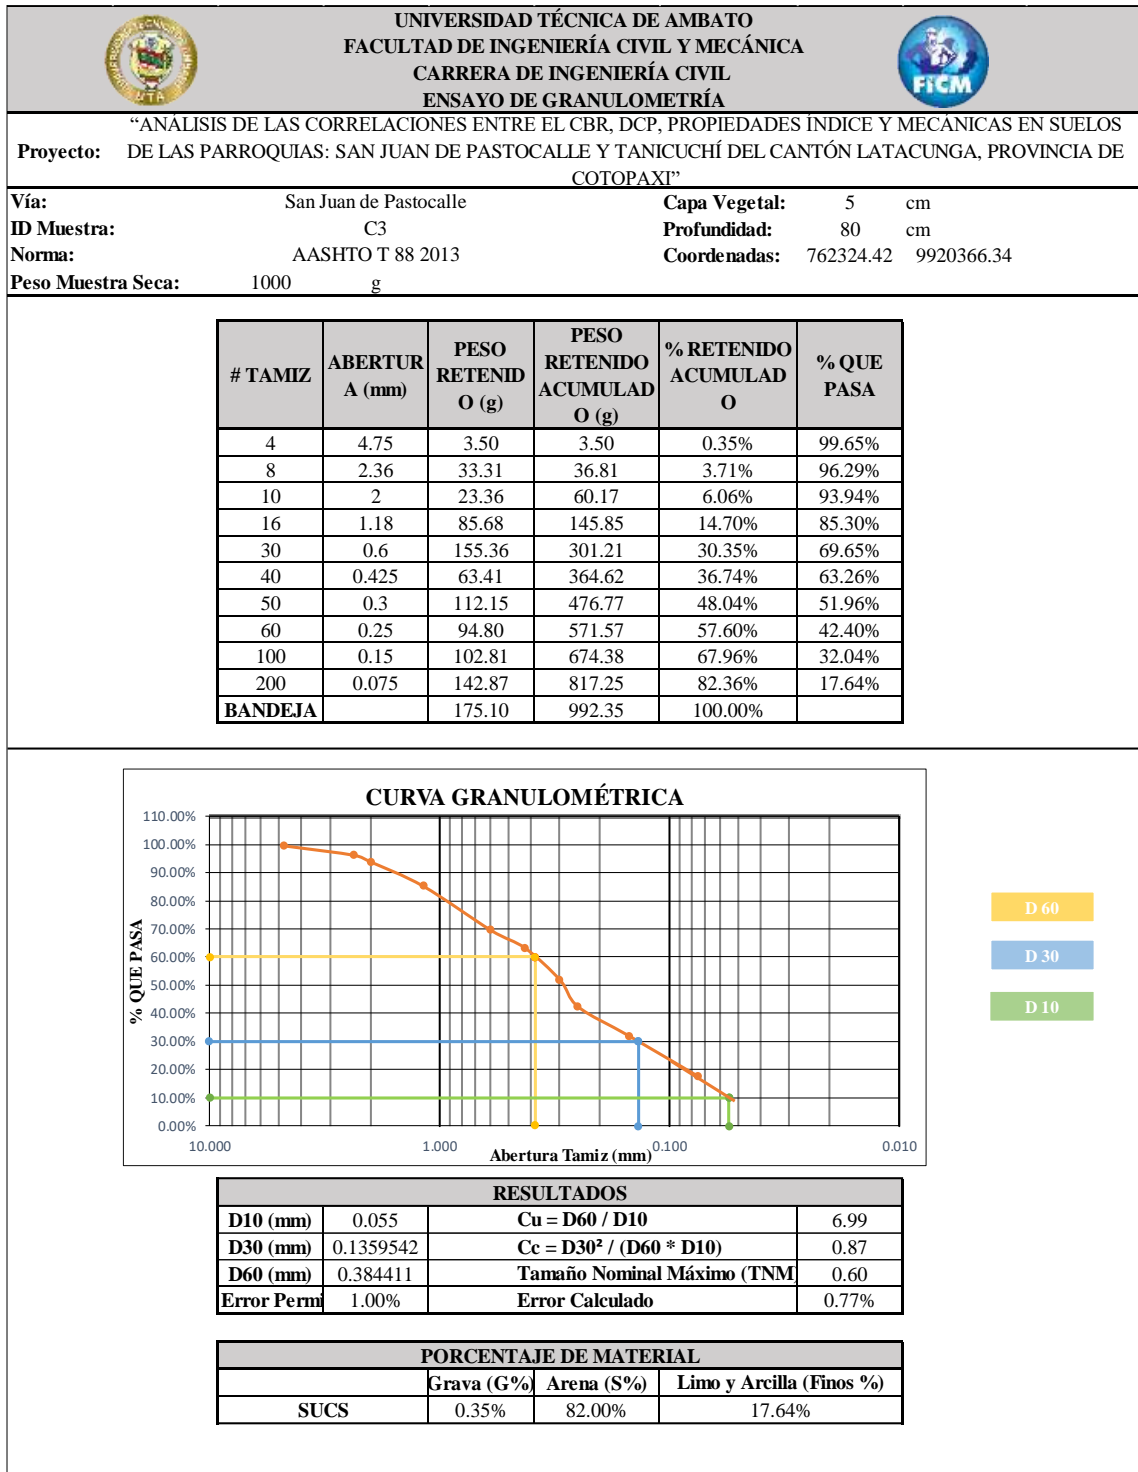 UNIVERSIDAD TÉCNICA DE AMBATO
FACULTAD DE INGENIERÍA CIVIL Y MECÁNICA
CARRERA DE INGENIERÍA CIVIL
ENSAYO DE GRANULOMETRÍA
UTA
FICM
Proyecto: “ANÁLISIS DE LAS CORRELACIONES ENTRE EL CBR, DCP, PROPIEDADES ÍNDICE Y MECÁNICAS EN SUELOS
DE LAS PARROQUIAS: SAN JUAN DE PASTOCALLE Y TANICUCHÍ DEL CANTÓN LATACUNGA, PROVINCIA DE
COTOPAXI”
Vía: San Juan de Pastocalle Capa Vegetal: 5 cm
ID Muestra: C3 Profundidad: 80 cm
Norma: AASHTO T 88 2013 Coordenadas: 762324.42 9920366.34
Peso Muestra Seca: 1000 g
# TAMIZ ABERTUR A (mm) PESO RETENID O (g) PESO RETENIDO ACUMULAD O (g) % RETENIDO ACUMULAD O % QUE PASA
4 4.75 3.50 3.50 0.35% 99.65%
8 2.36 33.31 36.81 3.71% 96.29%
10 2 23.36 60.17 6.06% 93.94%
16 1.18 85.68 145.85 14.70% 85.30%
30 0.6 155.36 301.21 30.35% 69.65%
40 0.425 63.41 364.62 36.74% 63.26%
50 0.3 112.15 476.77 48.04% 51.96%
60 0.25 94.80 571.57 57.60% 42.40%
100 0.15 102.81 674.38 67.96% 32.04%
200 0.075 142.87 817.25 82.36% 17.64%
BANDEJA 175.10 992.35 100.00%
CURVA GRANULOMÉTRICA
110.00%
100.00%
90.00%
80.00%
70.00%
60.00%
50.00%
40.00%
30.00%
20.00%
10.00%
0.00%
% QUE PASA
10.000 1.000 0.100 0.010
Abertura Tamiz (mm)
D 60
D 30
D 10
RESULTADOS
D10 (mm) 0.055 Cu = D60 / D10 6.99
D30 (mm) 0.1359542 Cc = D30² / (D60 * D10) 0.87
D60 (mm) 0.384411 Tamaño Nominal Máximo (TNM) 0.60
Error Permi 1.00% Error Calculado 0.77%
PORCENTAJE DE MATERIAL
Grava (G%) Arena (S%) Limo y Arcilla (Finos %)
SUCS 0.35% 82.00% 17.64%